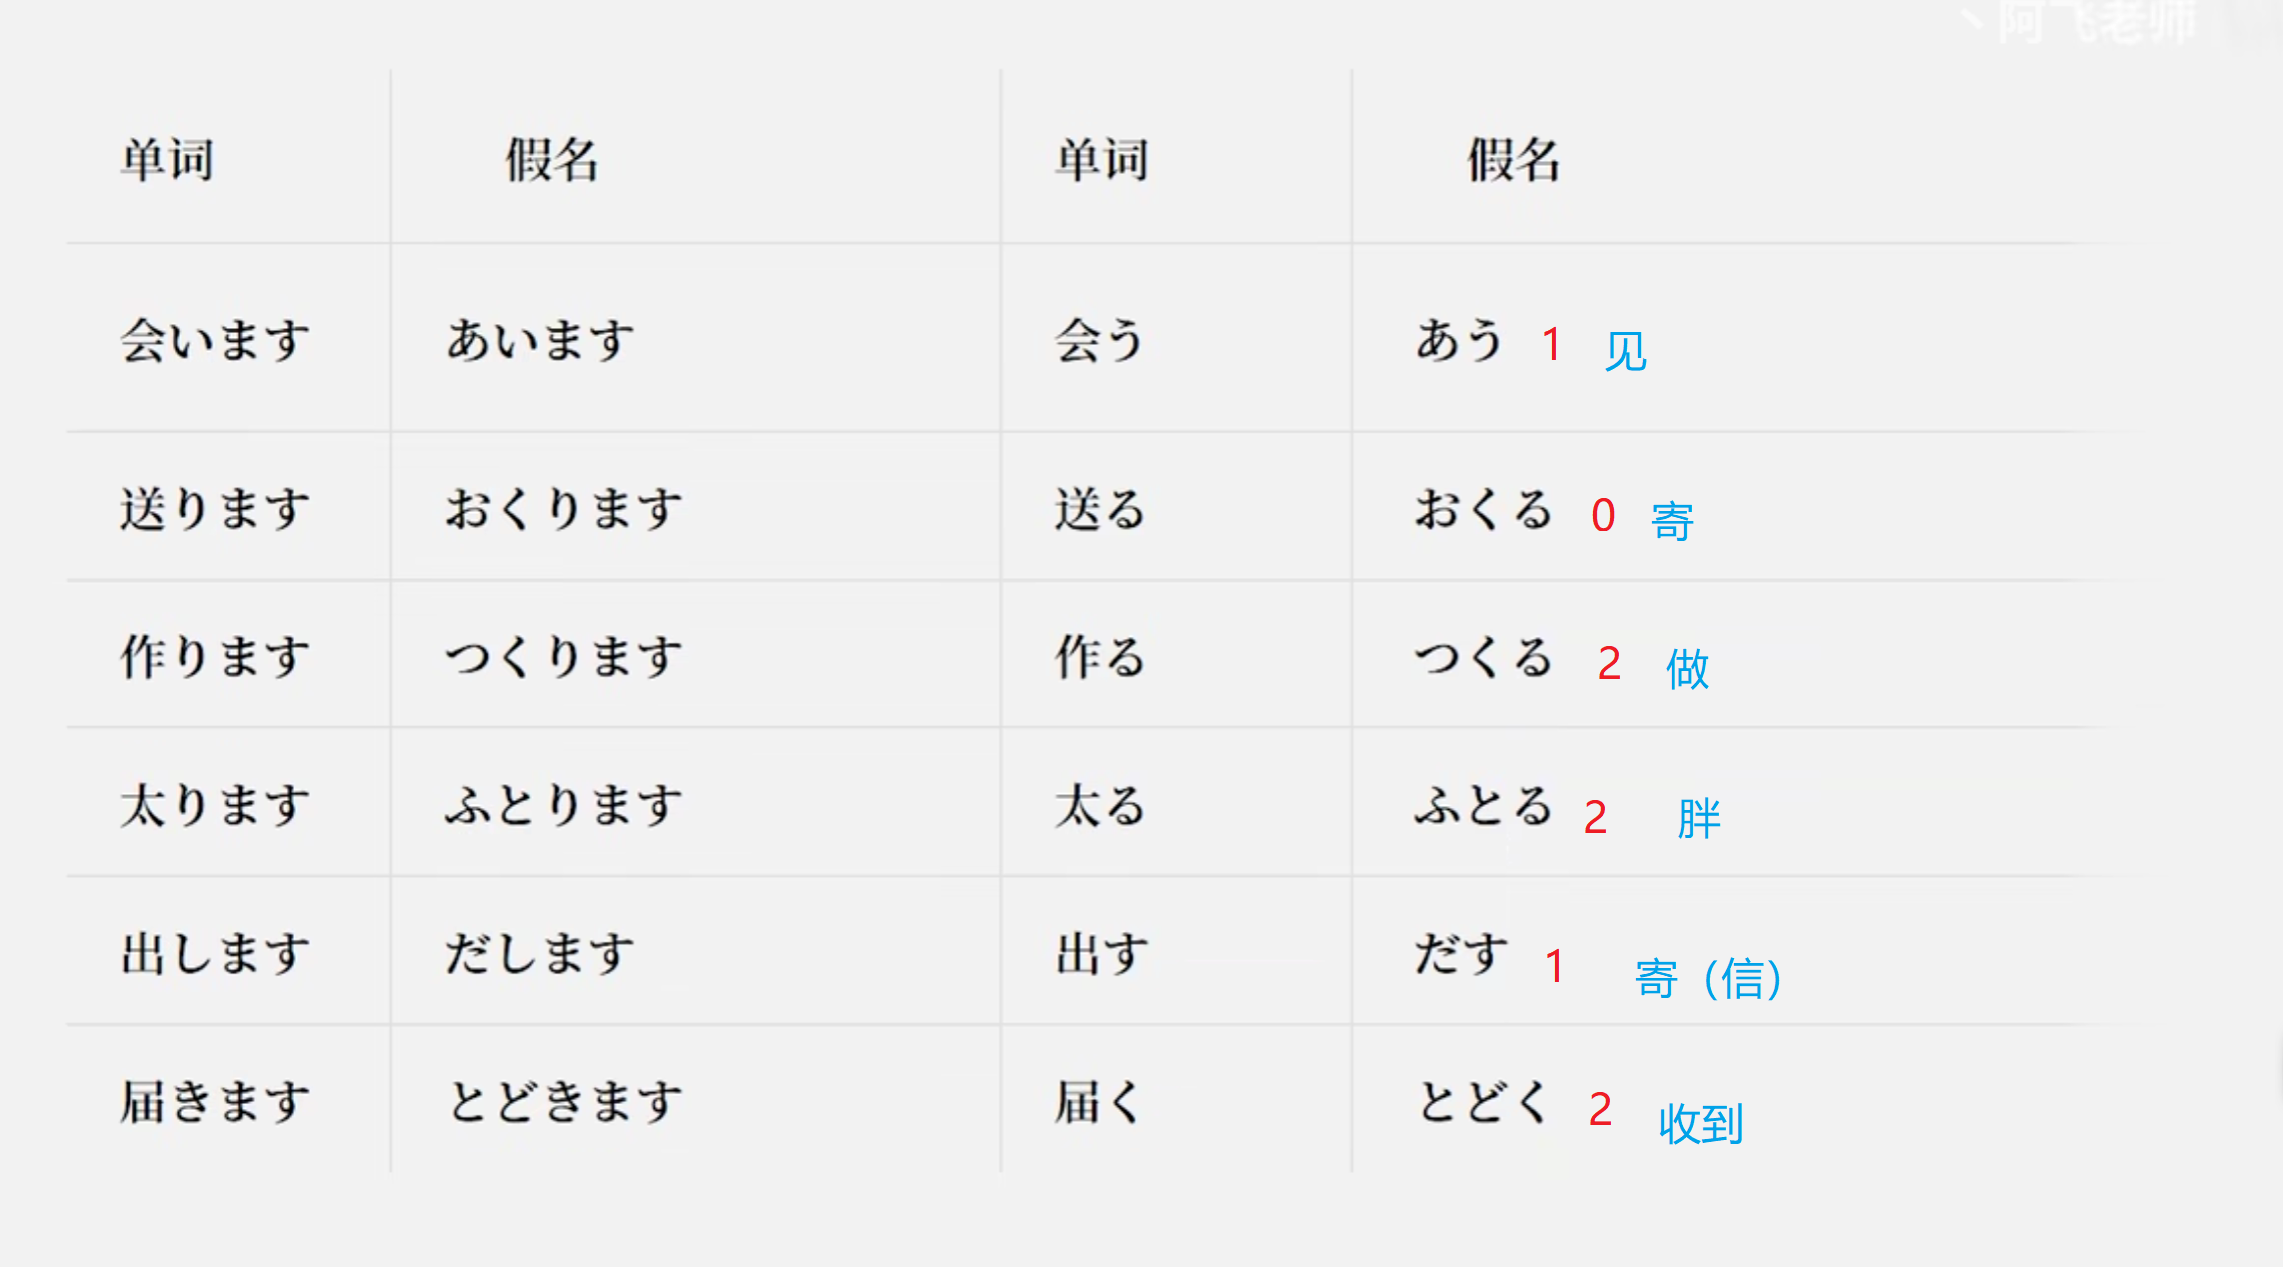 丶阿飞老师
单词 假名 单词 假名
会います あいます 会う あう 1 见
送ります おくります 送る おくる 0 寄
作ります つくります 作る つくる 2 做
太ります ふとります 太る ふとる 2 胖
出します だします 出す だす 1 寄（信）
届きます とどきます 届く とどく 2 收到